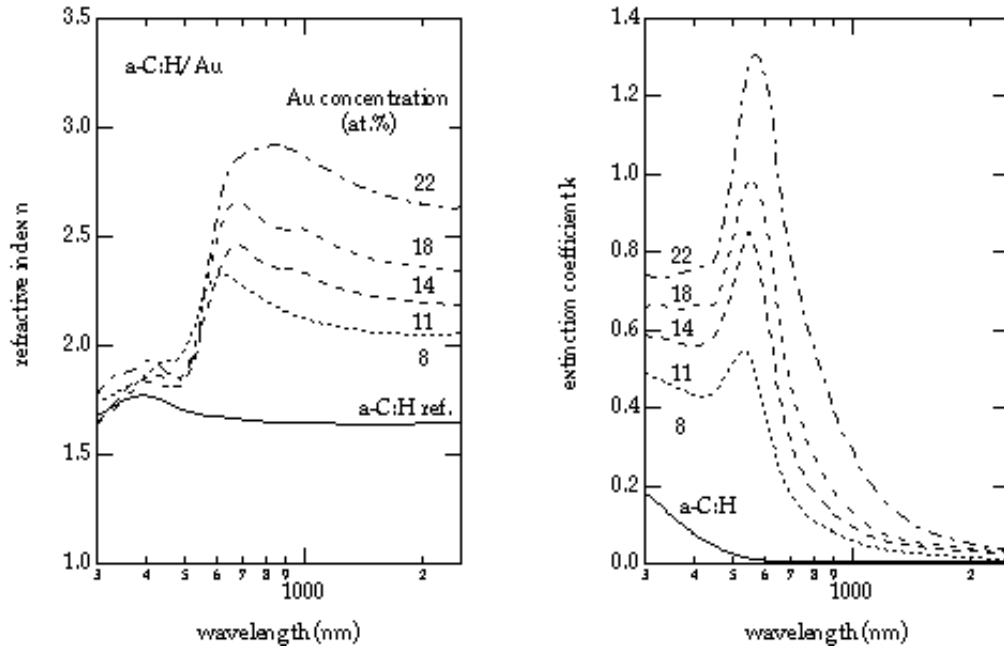 3.5
a-C:H/Au
3.0
Au concentration
(at.%)
22
2.5
18
14
11
2.0
8
a-C:H ref.
1.5
1.0
3 4 5 6 7 8 9 2
1000
wavelength (nm)
refractive index n
1.4
1.2
1.0
0.8
22
18
0.6
14
11
0.4
8
0.2
a-C:H
0.0
3 4 5 6 7 8 9 2
1000
wavelength (nm)
extinction coefficient k